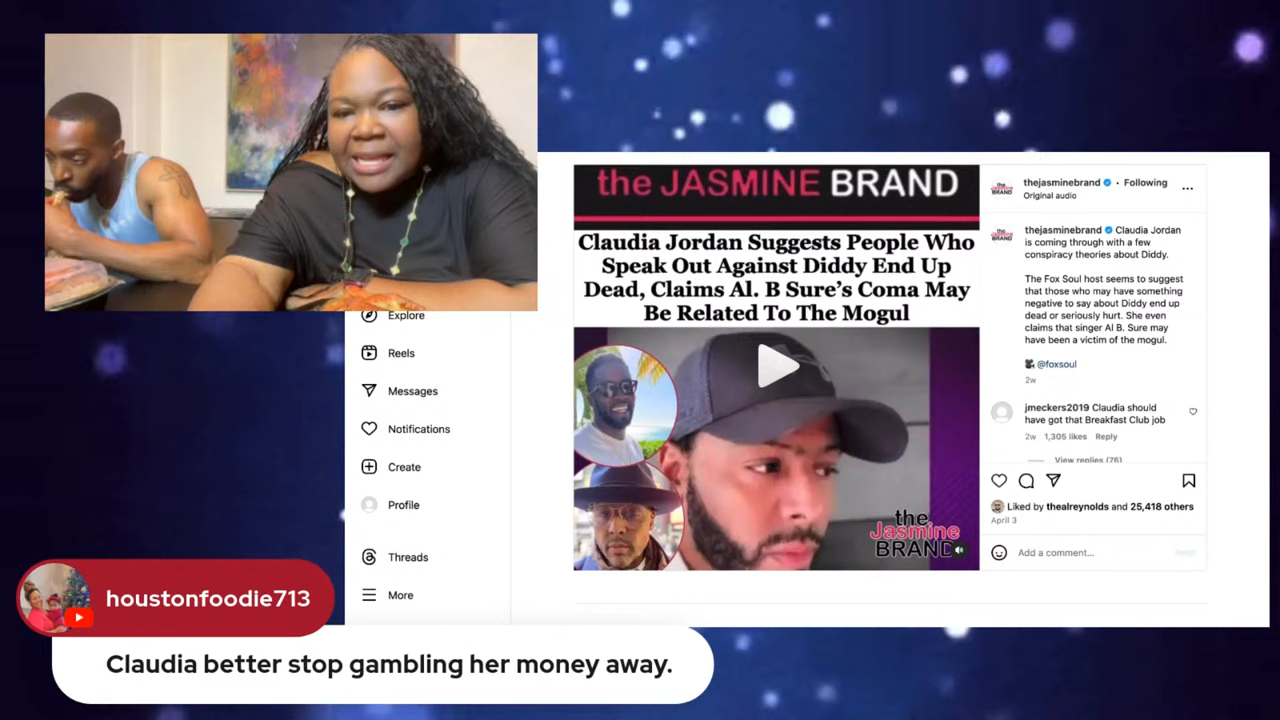 the JASMINE BRAND
Claudia Jordan Suggests People Who
Speak Out Against Diddy End Up
Dead, Claims Al. B Sure's Coma May
Be Related To The Mogul
the
Jasmine
BRAND
thejasminebrand • Following
Original audio
thejasminebrand Claudia Jordan
is coming through with a few
conspiracy theories about Diddy.
The Fox Soul host seems to suggest
that those who may have something
negative to say about Diddy end up
dead or seriously hurt. She even
claims that singer Al B. Sure may
have been a victim of the mogul.
@foxsoul
2w
jmeckers2019 Claudia should
have got that Breakfast Club job
2w 1,305 likes Reply
View replies (76)
Liked by thealreynolds and 25,418 others
April 3
Add a comment...
Explore
Reels
Messages
Notifications
Create
Profile
Threads
More
houstonfoodie713
Claudia better stop gambling her money away.